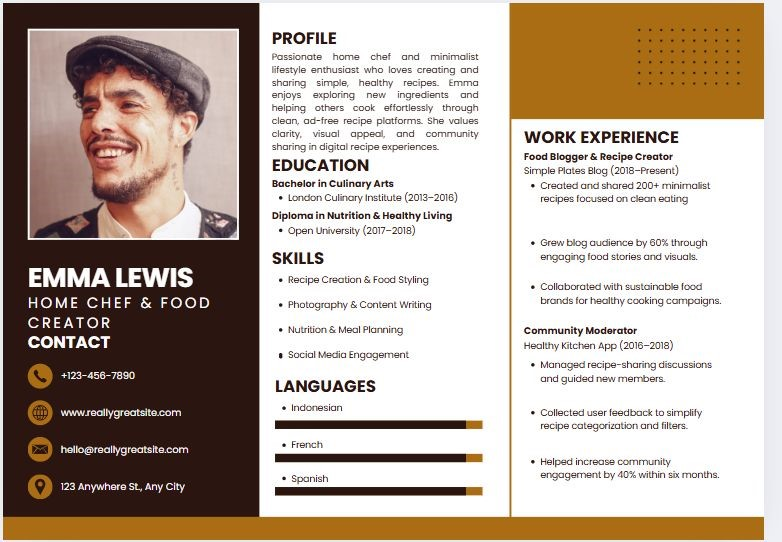 EMMA LEWIS
HOME CHEF & FOOD
CREATOR
CONTACT
+123-456-7890
www.reallygreatsite.com
hello@reallygreatsite.com
123 Anywhere St., Any City
PROFILE
Passionate home chef and minimalist
lifestyle enthusiast who loves creating and
sharing simple, healthy recipes. Emma
enjoys exploring new ingredients and
helping others cook effortlessly through
clean, ad-free recipe platforms. She values
clarity, visual appeal, and community
sharing in digital recipe experiences.
EDUCATION
Bachelor in Culinary Arts
• London Culinary Institute (2013–2016)
Diploma in Nutrition & Healthy Living
• Open University (2017–2018)
SKILLS
• Recipe Creation & Food Styling
• Photography & Content Writing
• Nutrition & Meal Planning
• Social Media Engagement
LANGUAGES
• Indonesian
• French
• Spanish
WORK EXPERIENCE
Food Blogger & Recipe Creator
Simple Plates Blog (2018–Present)
• Created and shared 200+ minimalist
recipes focused on clean eating
• Grew blog audience by 60% through
engaging food stories and visuals.
• Collaborated with sustainable food
brands for healthy cooking campaigns.
Community Moderator
Healthy Kitchen App (2016–2018)
• Managed recipe-sharing discussions
and guided new members.
• Collected user feedback to simplify
recipe categorization and filters.
• Helped increase community
engagement by 40% within six months.